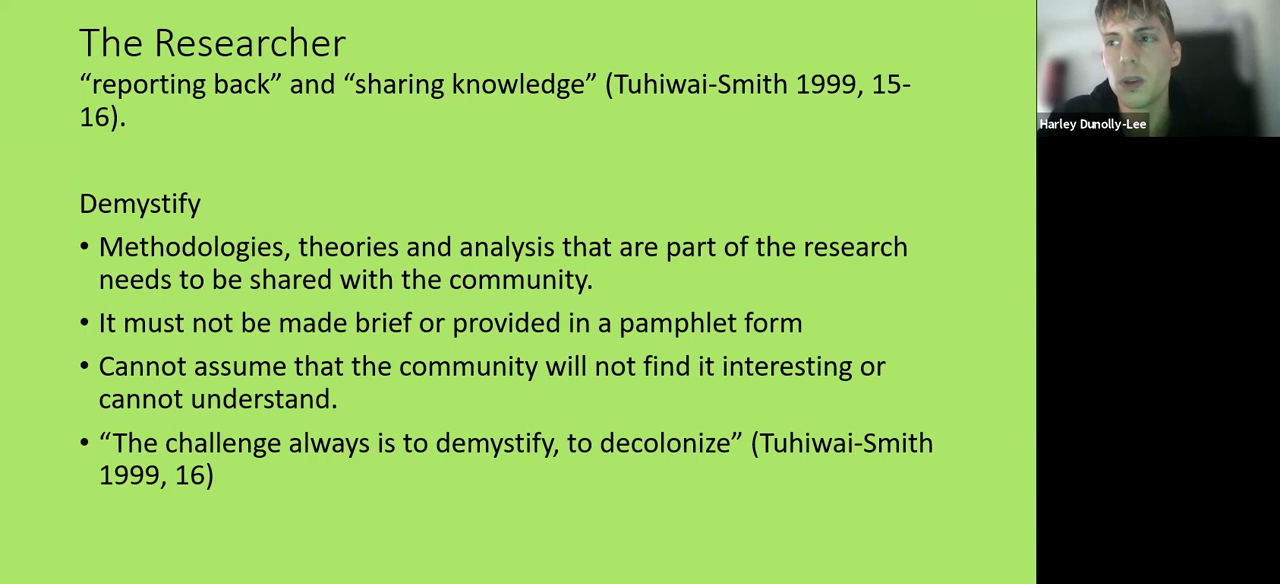 The Researcher
“reporting back” and “sharing knowledge” (Tuhiwai-Smith 1999, 15-
16).
Demystify
• Methodologies, theories and analysis that are part of the research
needs to be shared with the community.
• It must not be made brief or provided in a pamphlet form
• Cannot assume that the community will not find it interesting or
cannot understand.
• “The challenge always is to demystify, to decolonize” (Tuhiwai-Smith
1999, 16)
Harley Dunolly-Lee